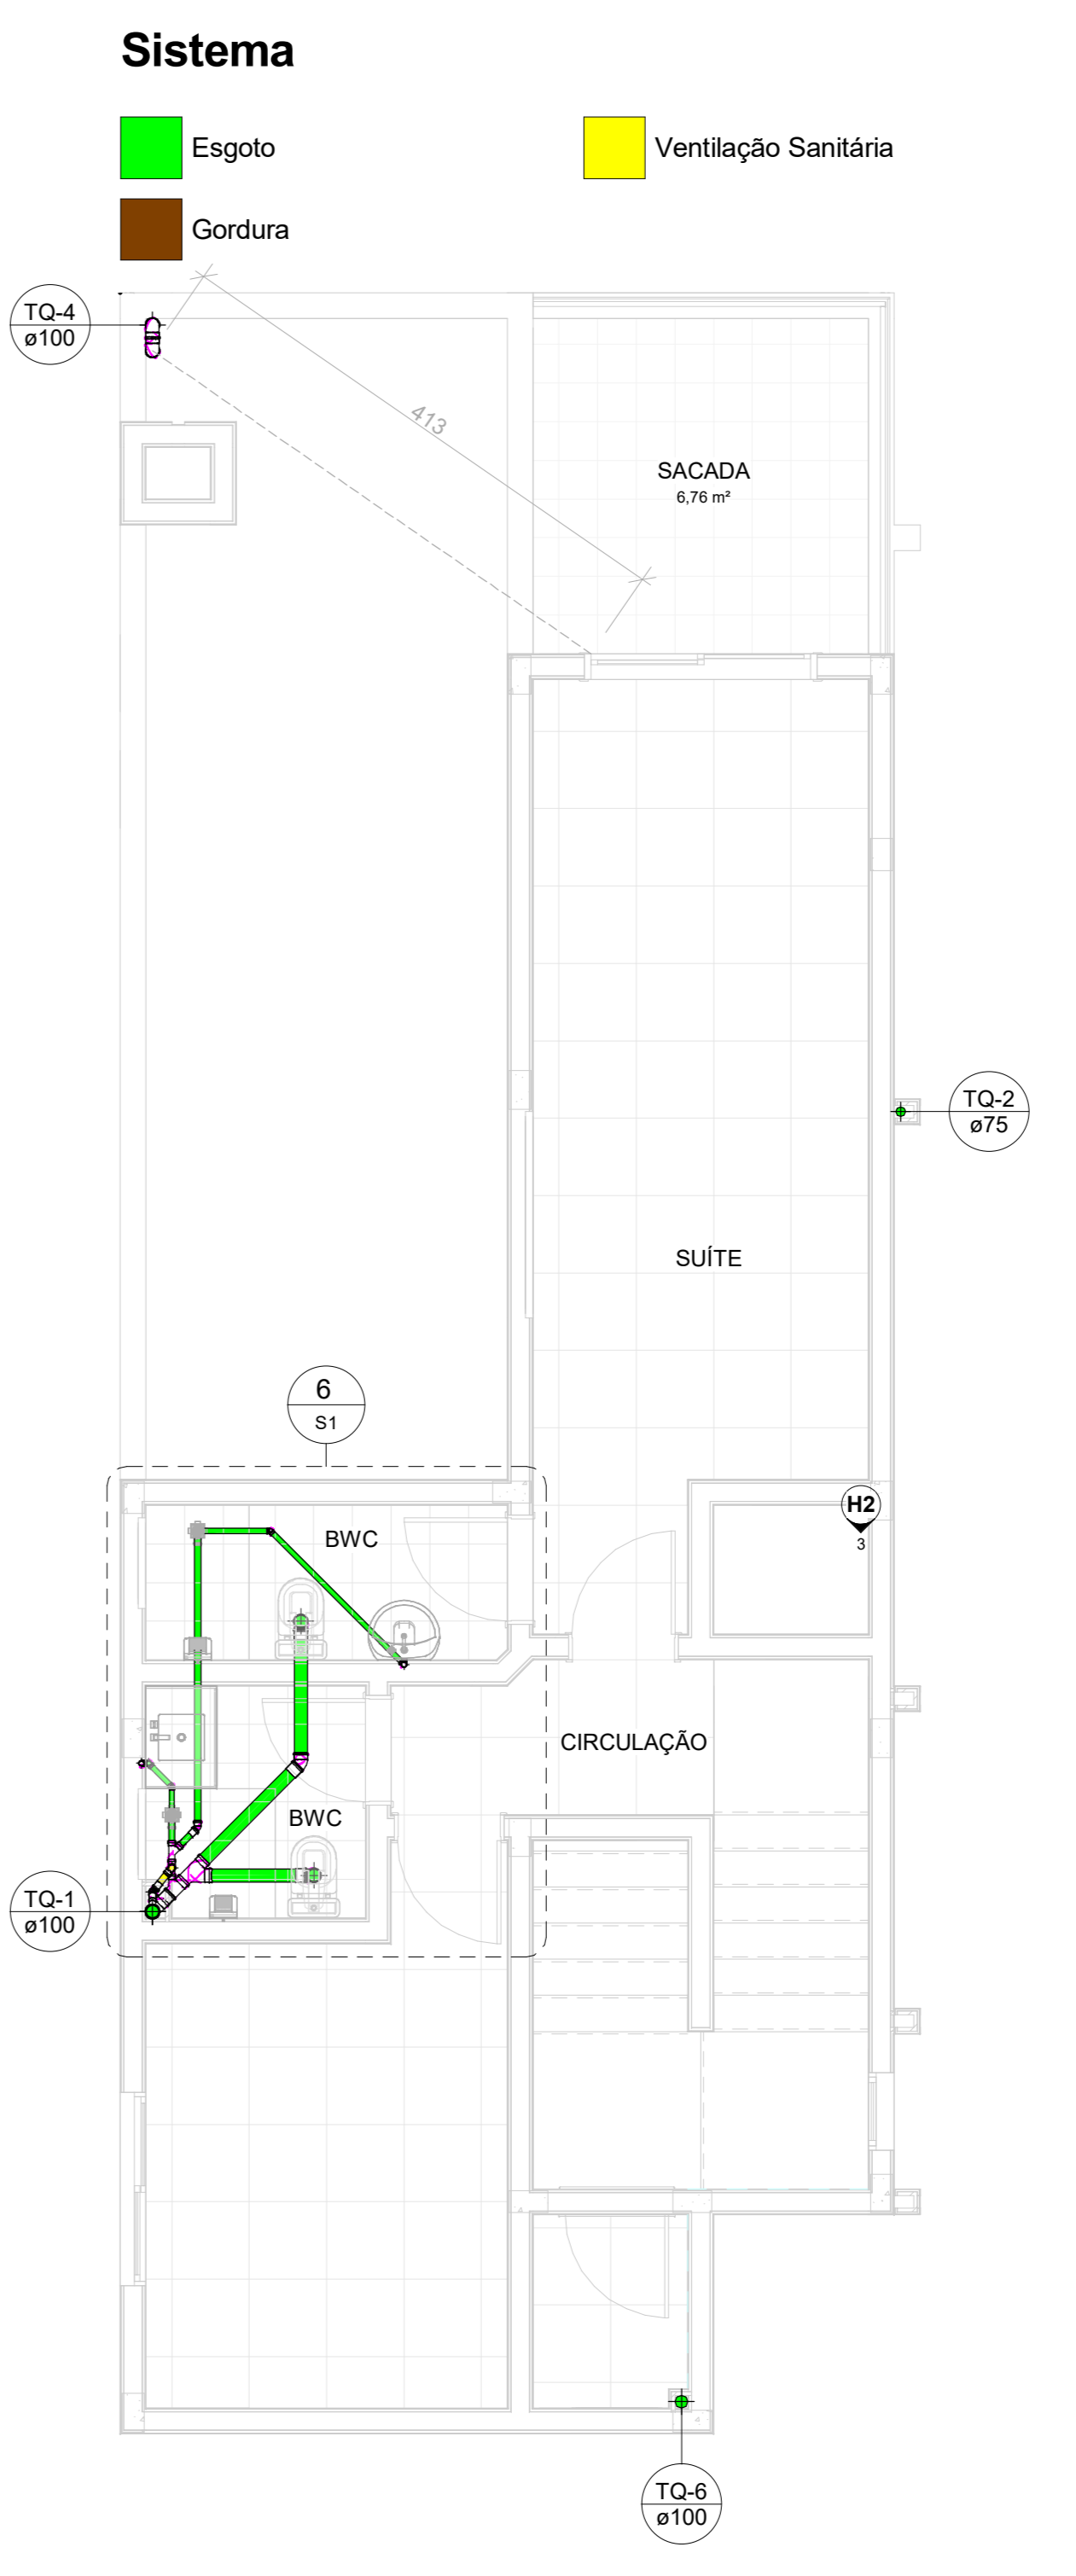 Sistema
Esgoto
Ventilação Sanitária
Gordura
TQ-4
ø100
413
SACADA
6,76 m²
TQ-2
ø75
SUÍTE
6
S1
H2
3
BWC
CIRCULAÇÃO
BWC
TQ-1
ø100
TQ-6
ø100